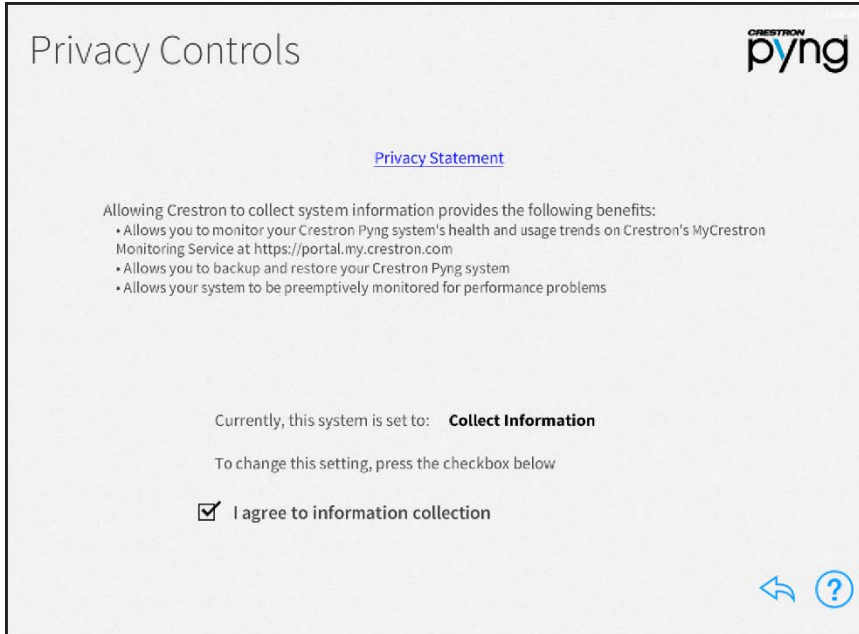 Privacy Controls
CRESTRON
pyng
Privacy Statement
Allowing Crestron to collect system information provides the following benefits:
• Allows you to monitor your Crestron Pyng system's health and usage trends on Crestron's MyCrestron
Monitoring Service at https://portal.my.crestron.com
• Allows you to backup and restore your Crestron Pyng system
• Allows your system to be preemptively monitored for performance problems
Currently, this system is set to: Collect Information
To change this setting, press the checkbox below
I agree to information collection
?